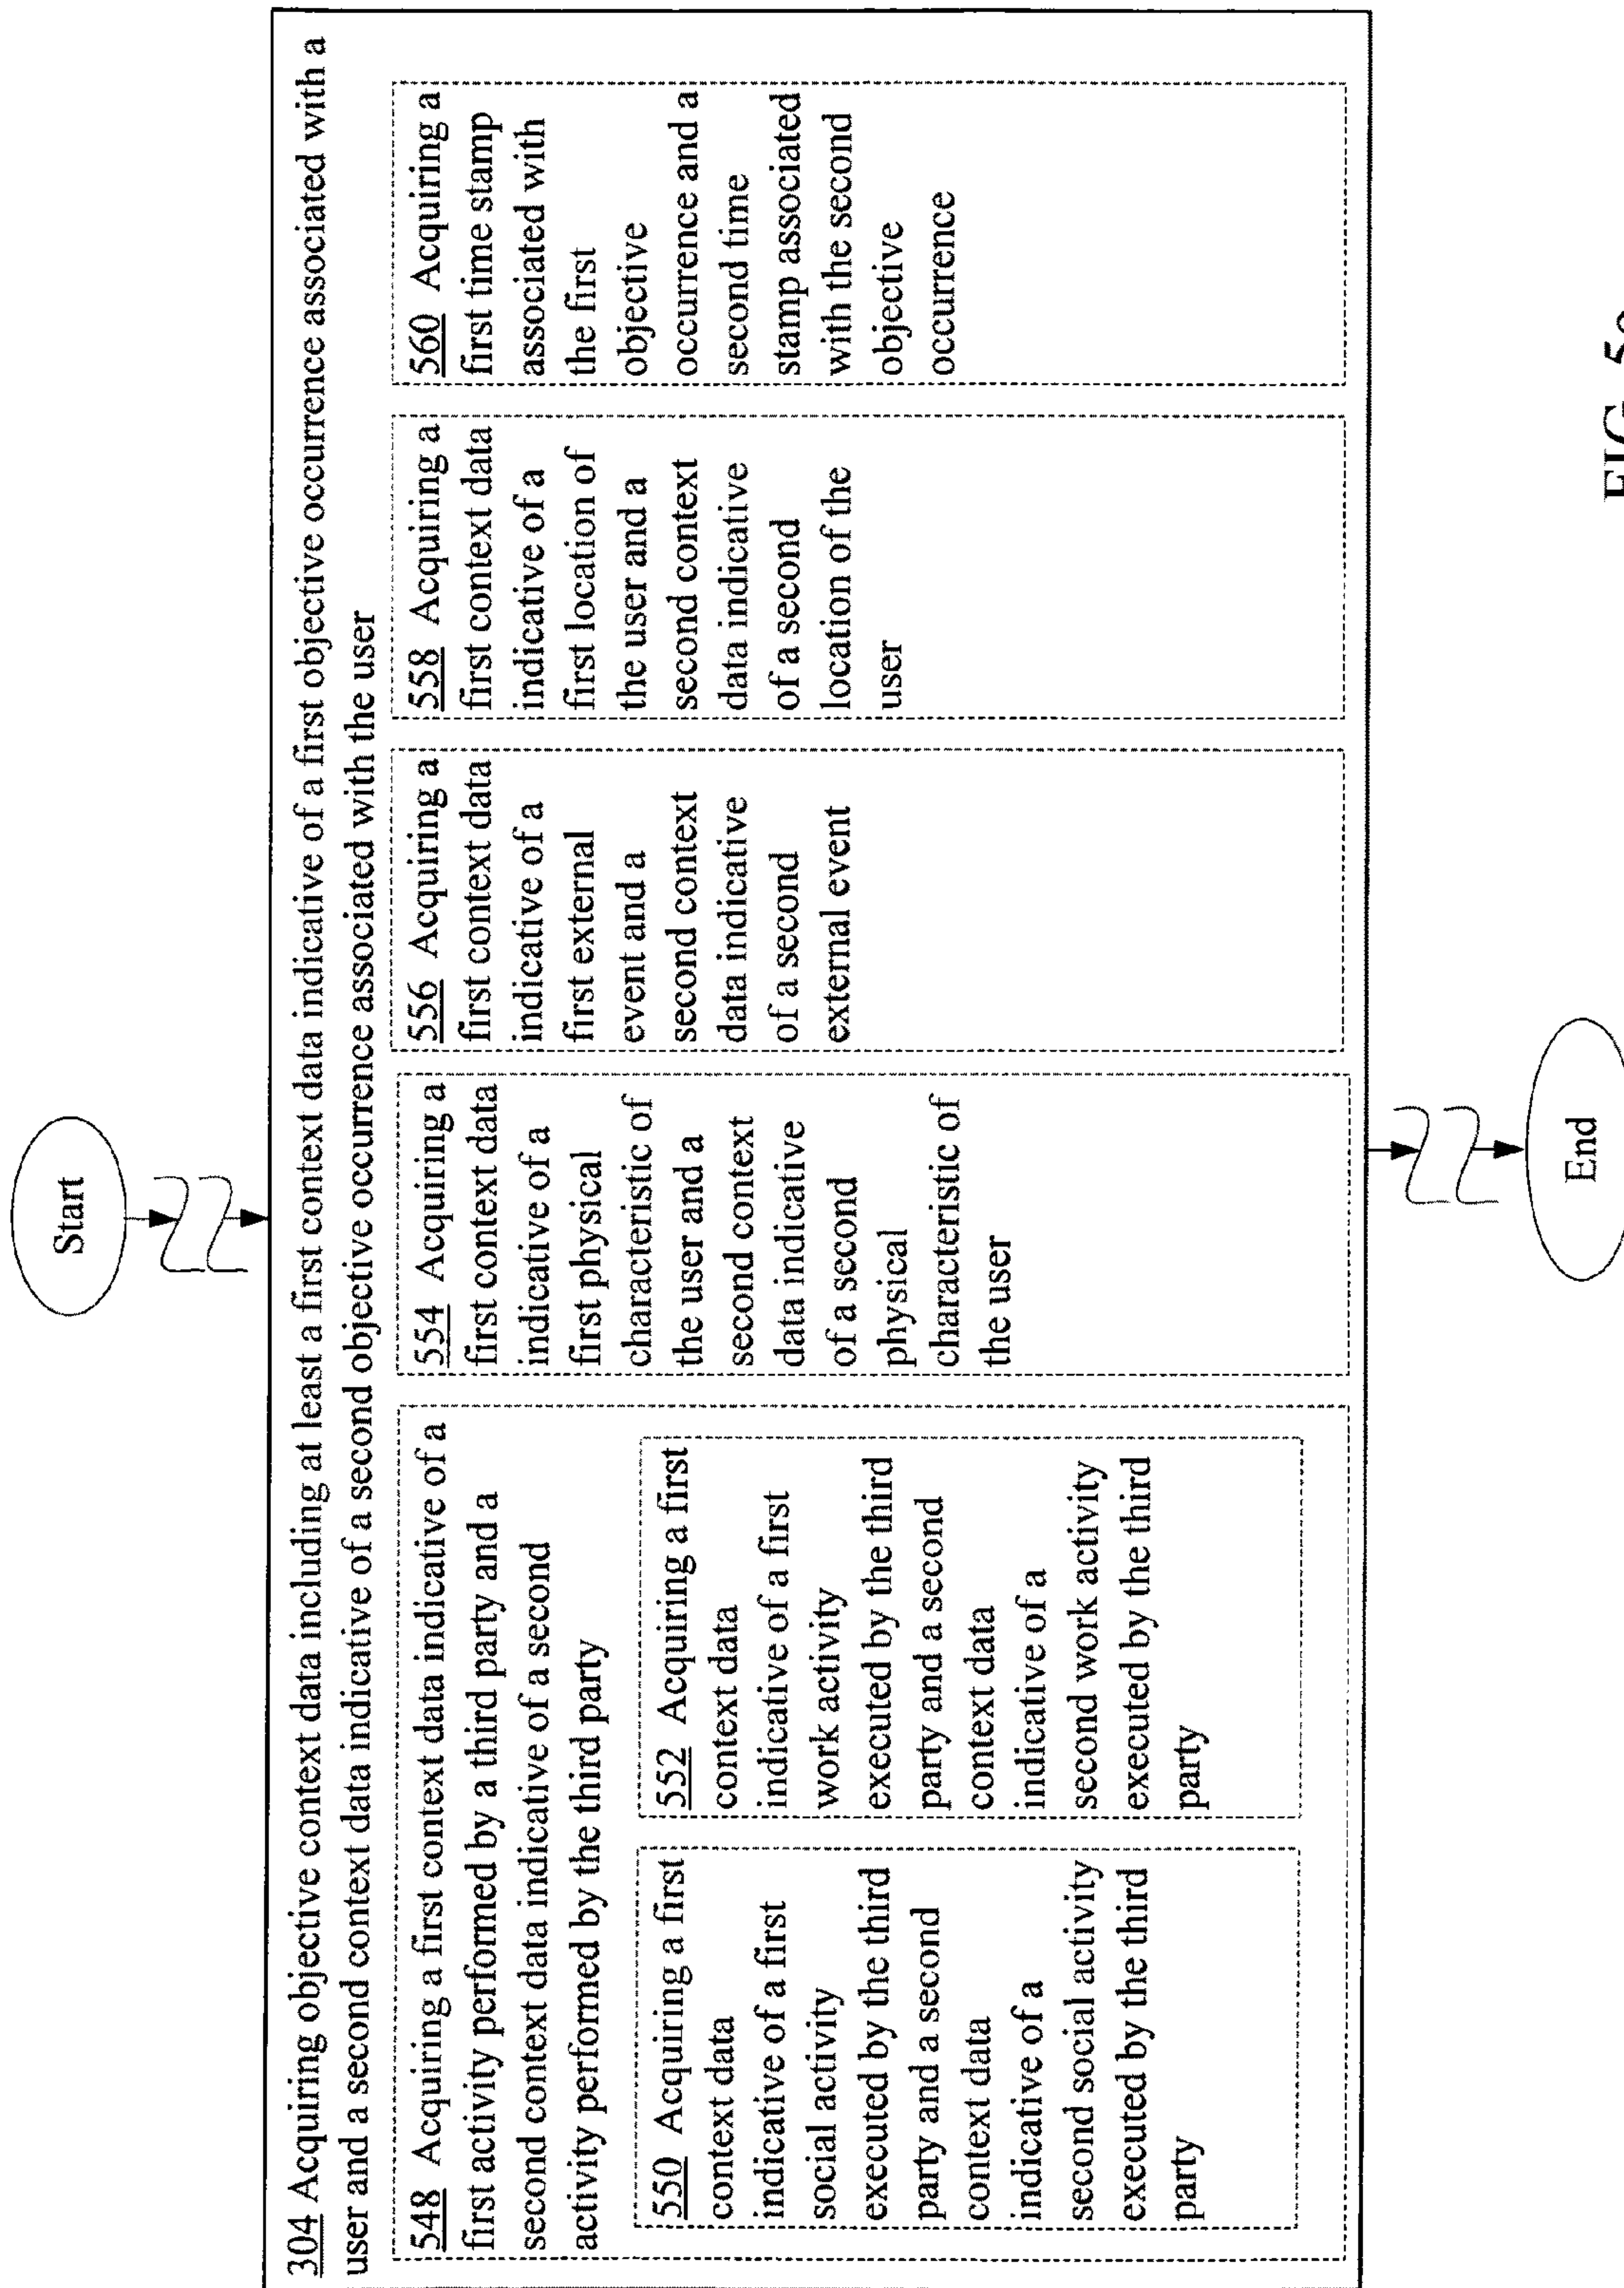 Start
304 Acquiring objective context data including at least a first context data indicative of a first objective occurrence associated with a
user and a second context data indicative of a second objective occurrence associated with the user
548 Acquiring a first context data indicative of a
first activity performed by a third party and a
second context data indicative of a second
activity performed by the third party
550 Acquiring a first
context data
indicative of a first
social activity
executed by the third
party and a second
context data
indicative of a
second social activity
executed by the third
party
552 Acquiring a first
context data
indicative of a first
work activity
executed by the third
party and a second
context data
indicative of a
second work activity
executed by the third
party
554 Acquiring a
first context data
indicative of a
first physical
characteristic of
the user and a
second context
data indicative
of a second
physical
characteristic of
the user
556 Acquiring a
first context data
indicative of a
first external
event and a
second context
data indicative
of a second
external event
558 Acquiring a
first context data
indicative of a
first location of
the user and a
second context
data indicative
of a second
location of the
user
560 Acquiring a
first time stamp
associated with
the first
objective
occurrence and a
second time
stamp associated
with the second
objective
occurrence
End
FIG.